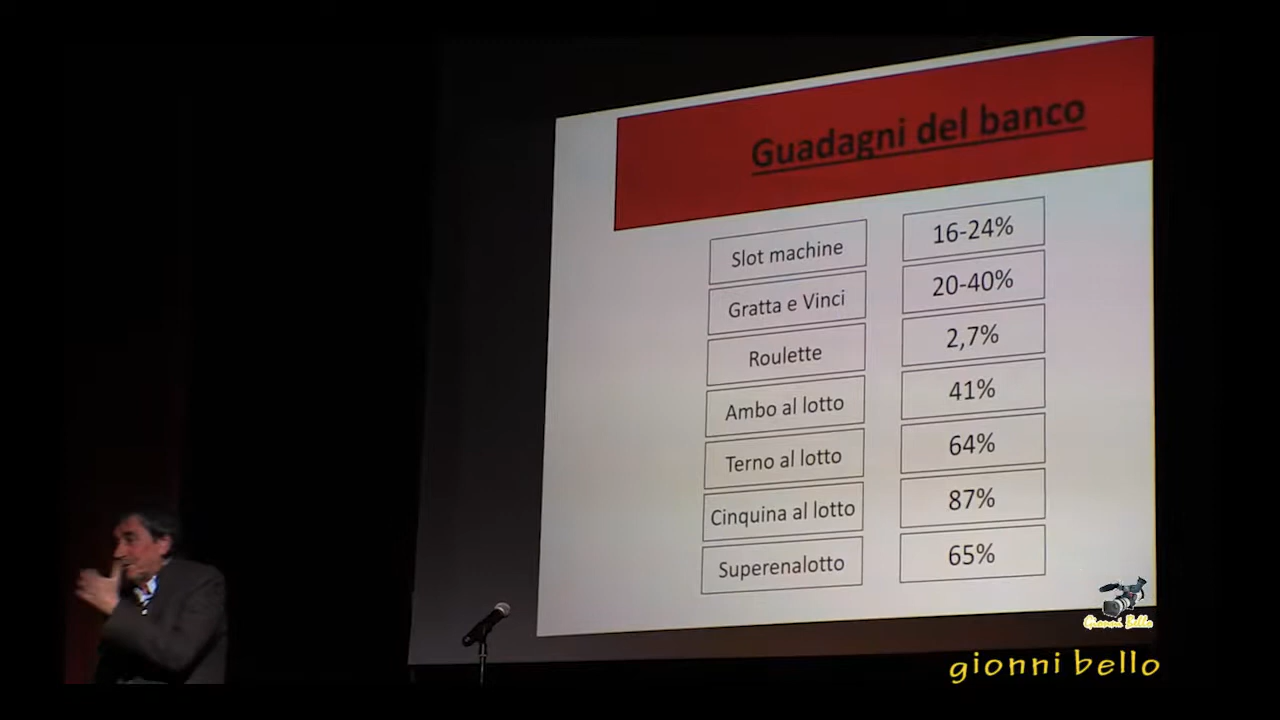 Guadagni del banco
Slot machine 16-24%
Gratta e Vinci 20-40%
Roulette 2,7%
Ambo al lotto 41%
Terno al lotto 64%
Cinquina al lotto 87%
Superenalotto 65%
Gianni Bello
gionni bello